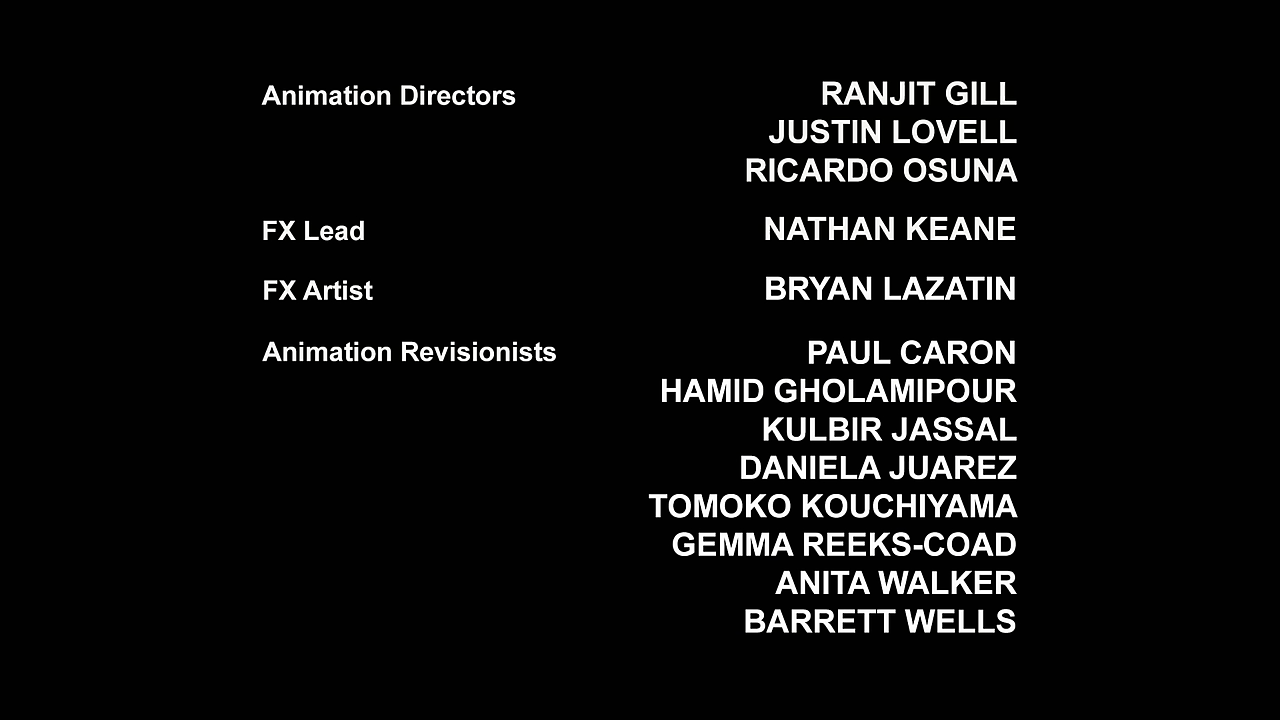 Animation Directors RANJIT GILL
JUSTIN LOVELL
RICARDO OSUNA
FX Lead NATHAN KEANE
FX Artist BRYAN LAZATIN
Animation Revisionists PAUL CARON
HAMID GHOLAMIPOUR
KULBIR JASSAL
DANIELA JUAREZ
TOMOKO KOUCHIYAMA
GEMMA REEKS-COAD
ANITA WALKER
BARRETT WELLS